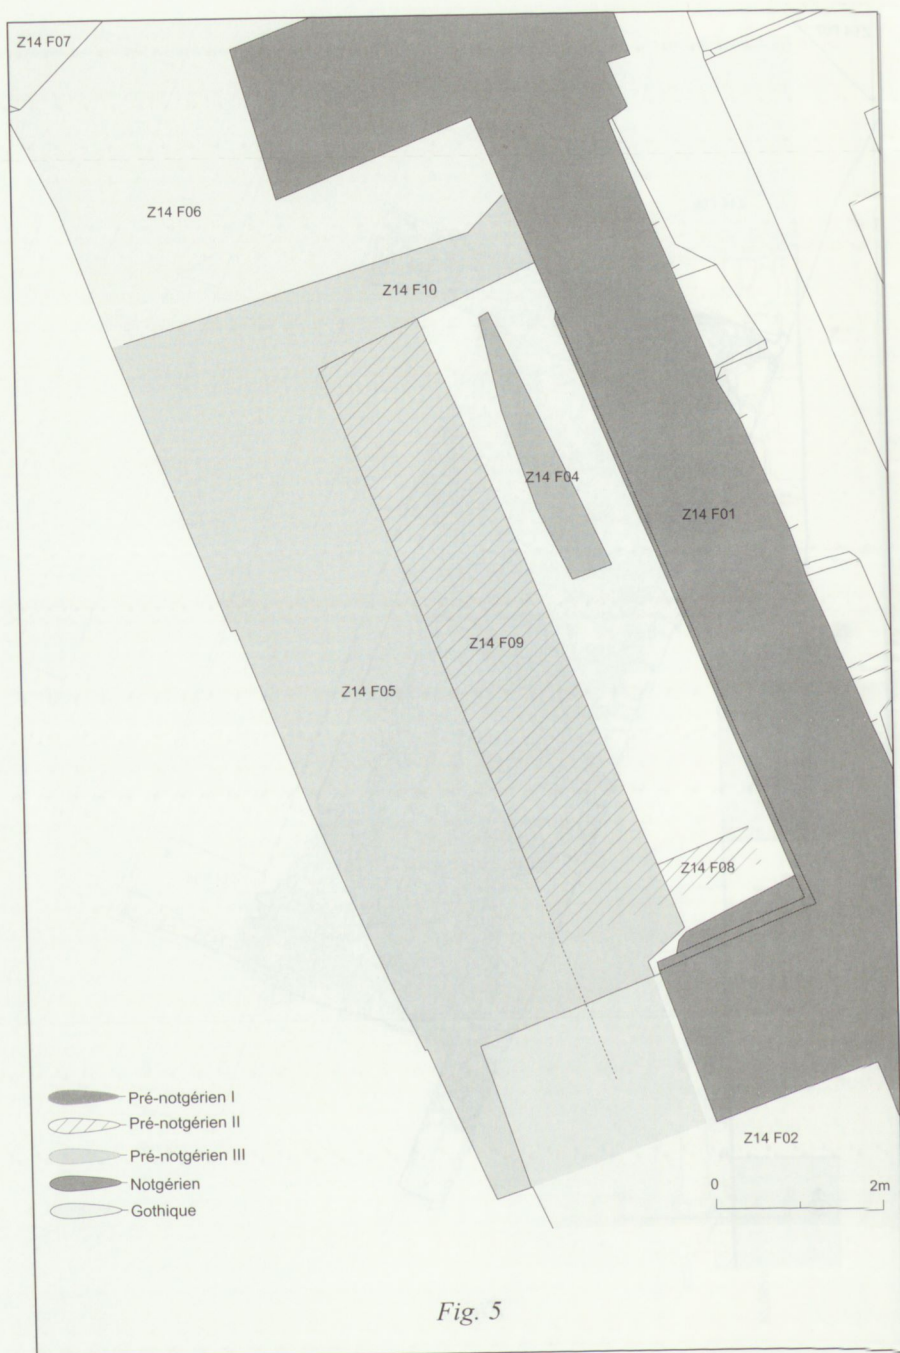 Z14 F07
Z14 F06
Z14 F10
Z14 F04
Z14 F01
Z14 F09
Z14 F05
Z14 F08
Pré-notgérien I
Pré-notgérien II
Pré-notgérien III
Notgérien
Gothique
Z14 F02
0 2m
Fig. 5